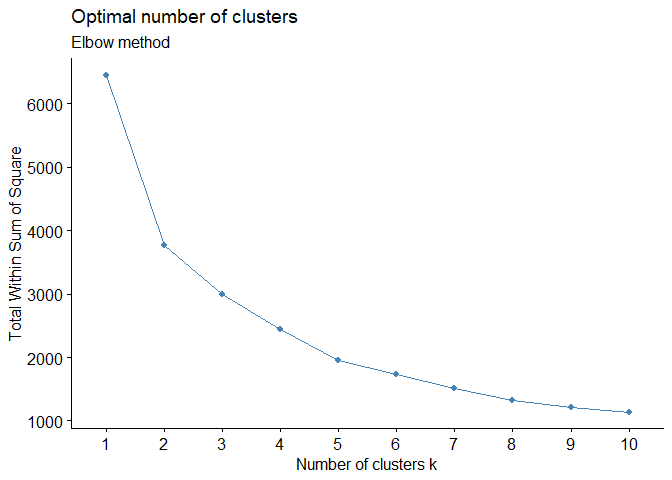 Optimal number of clusters
Elbow method
Total Within Sum of Square
6000
5000
4000
3000
2000
1000
1 2 3 4 5 6 7 8 9 10
Number of clusters k